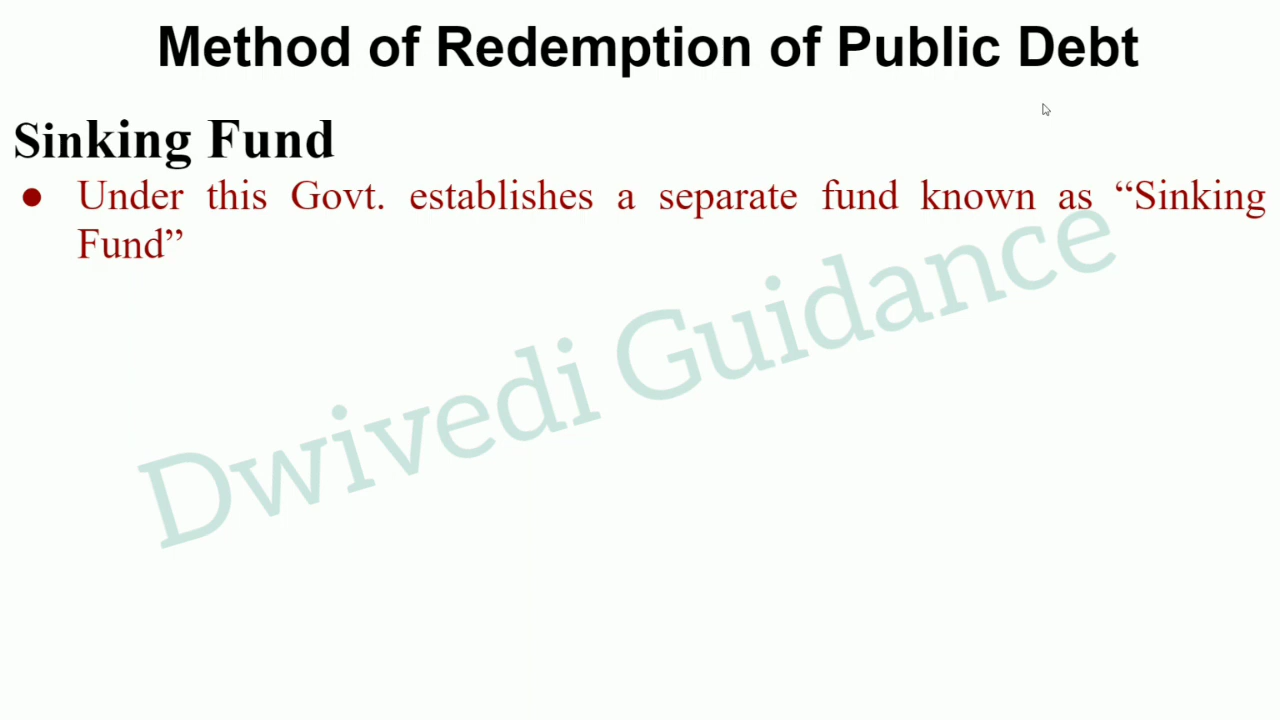 Method of Redemption of Public Debt
Sinking Fund
● Under this Govt. establishes a separate fund known as “Sinking
Fund”
Dwivedi Guidance